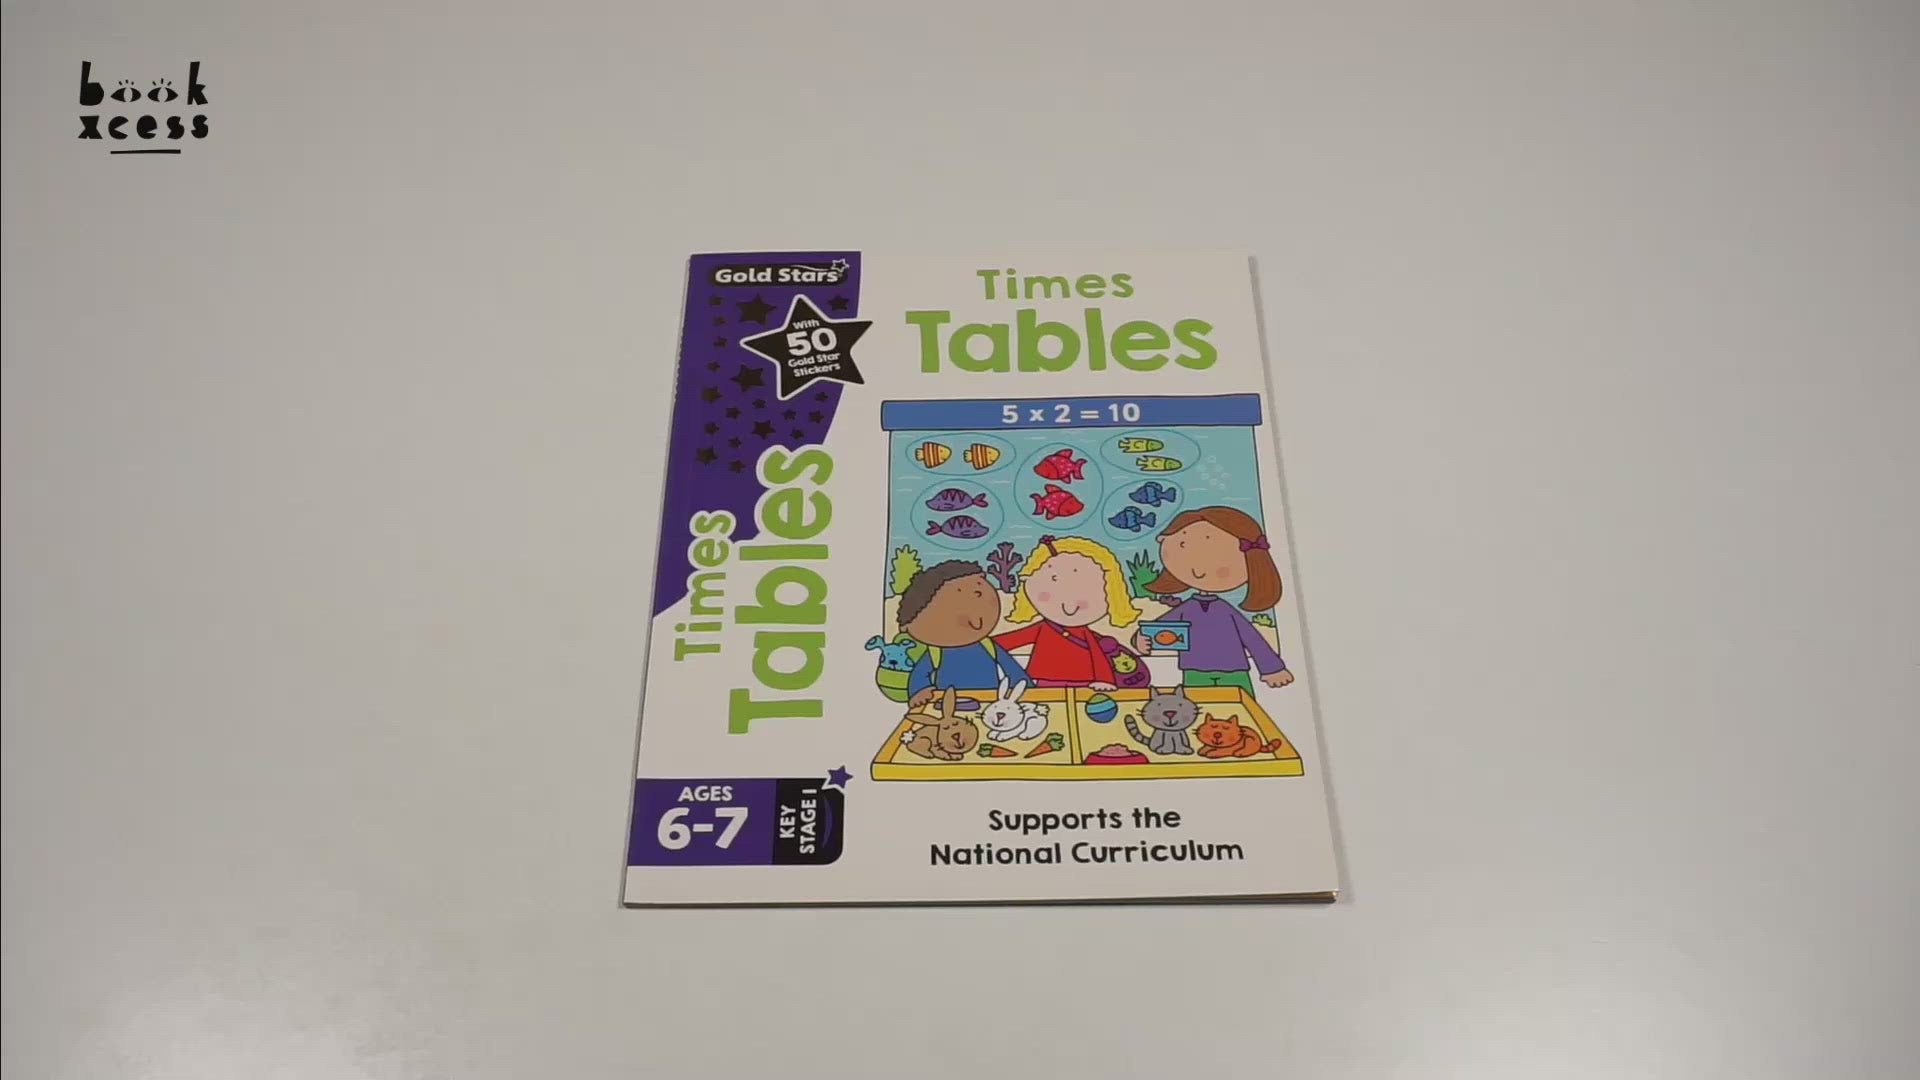 book
xcess
Gold Stars
With
50
Gold Star
Stickers
Times
Tables
AGES
6-7
KEY
STAGE 1
Times
Tables
5 x 2 = 10
Supports the
National Curriculum